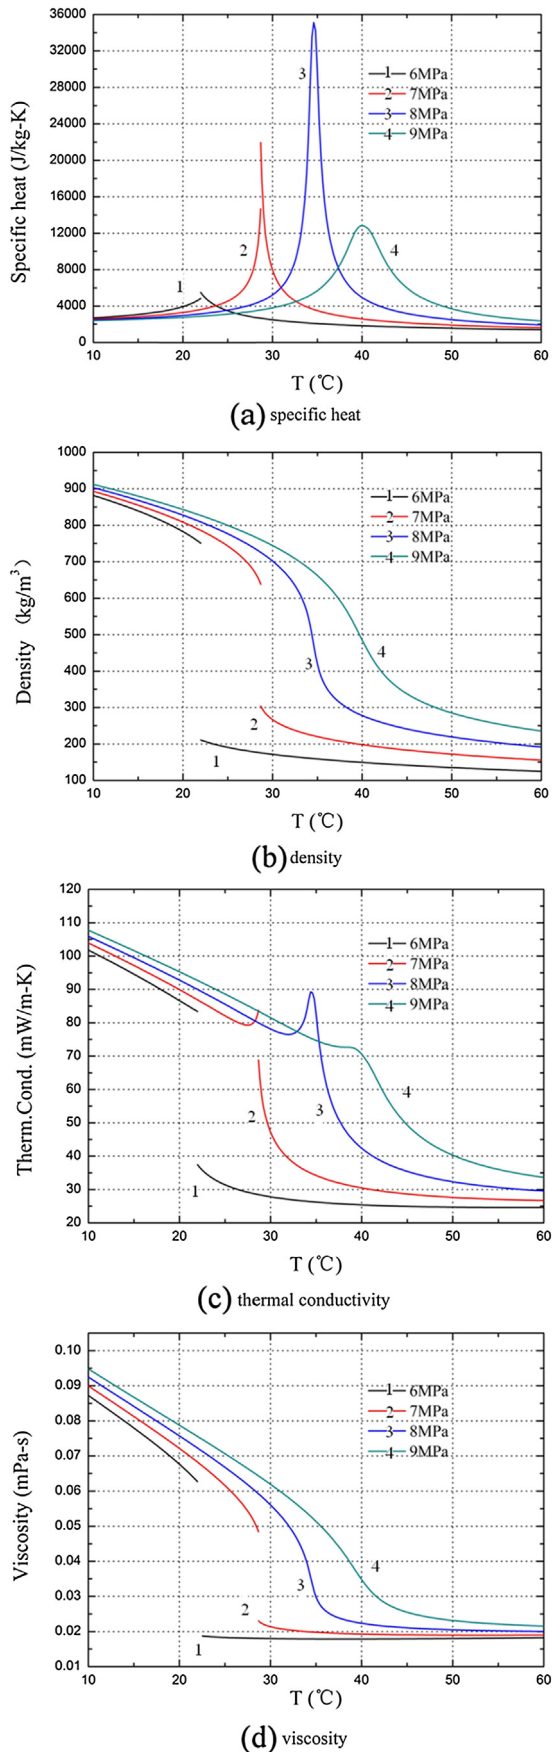 36000
32000
28000
24000
20000
16000
12000
8000
4000
0
Specific heat (J/kg-K)
1 6MPa
2 7MPa
3 8MPa
4 9MPa
3
2
4
1
10 20 30 40 50 60
T (℃)
(a) specific heat
1000
900
800
700
600
500
400
300
200
100
Density (kg/m³)
1 6MPa
2 7MPa
3 8MPa
4 9MPa
4
3
2
1
10 20 30 40 50 60
T (℃)
(b) density
120
110
100
90
80
70
60
50
40
30
20
Therm.Cond. (mW/m-K)
1 6MPa
2 7MPa
3 8MPa
4 9MPa
4
3
2
1
10 20 30 40 50 60
T (℃)
(c) thermal conductivity
0.10
0.09
0.08
0.07
0.06
0.05
0.04
0.03
0.02
0.01
Viscosity (mPa-s)
1 6MPa
2 7MPa
3 8MPa
4 9MPa
4
3
2
1
10 20 30 40 50 60
T (℃)
(d) viscosity